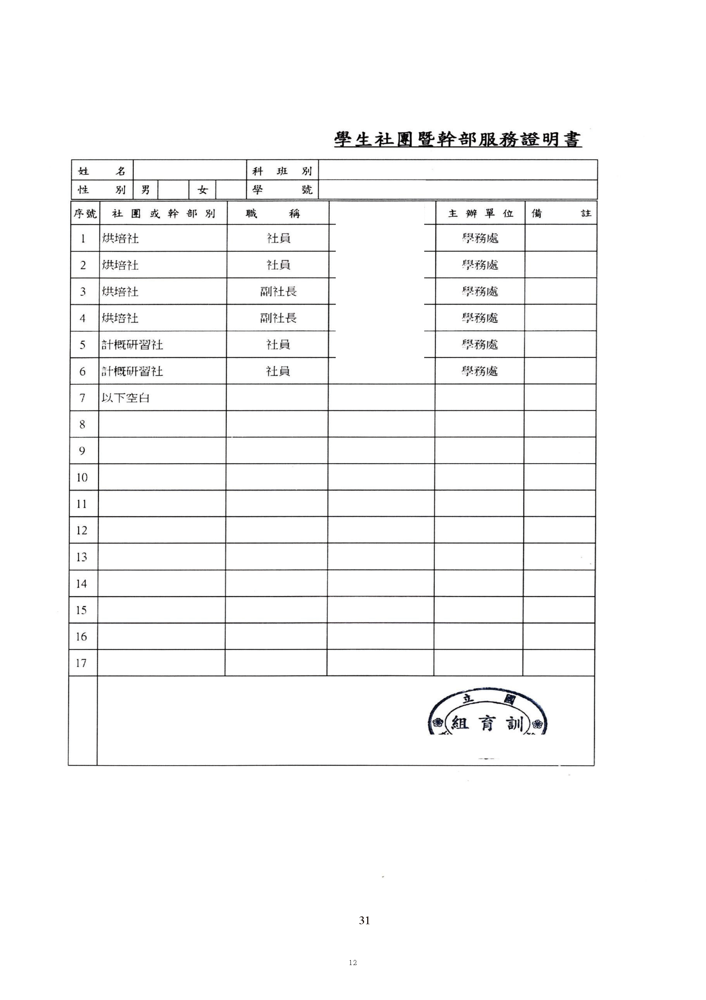 學生社團暨幹部服務證明書
姓名 科班別
性別 男 女 學號
序號 社團或幹部別 職稱 主辦單位 備註
1 烘培社 社員 學務處
2 烘培社 社員 學務處
3 烘培社 副社長 學務處
4 烘培社 副社長 學務處
5 計概研習社 社員 學務處
6 計概研習社 社員 學務處
7 以下空白
8
9
10
11
12
13
14
15
16
17
立國
組育訓
31
12